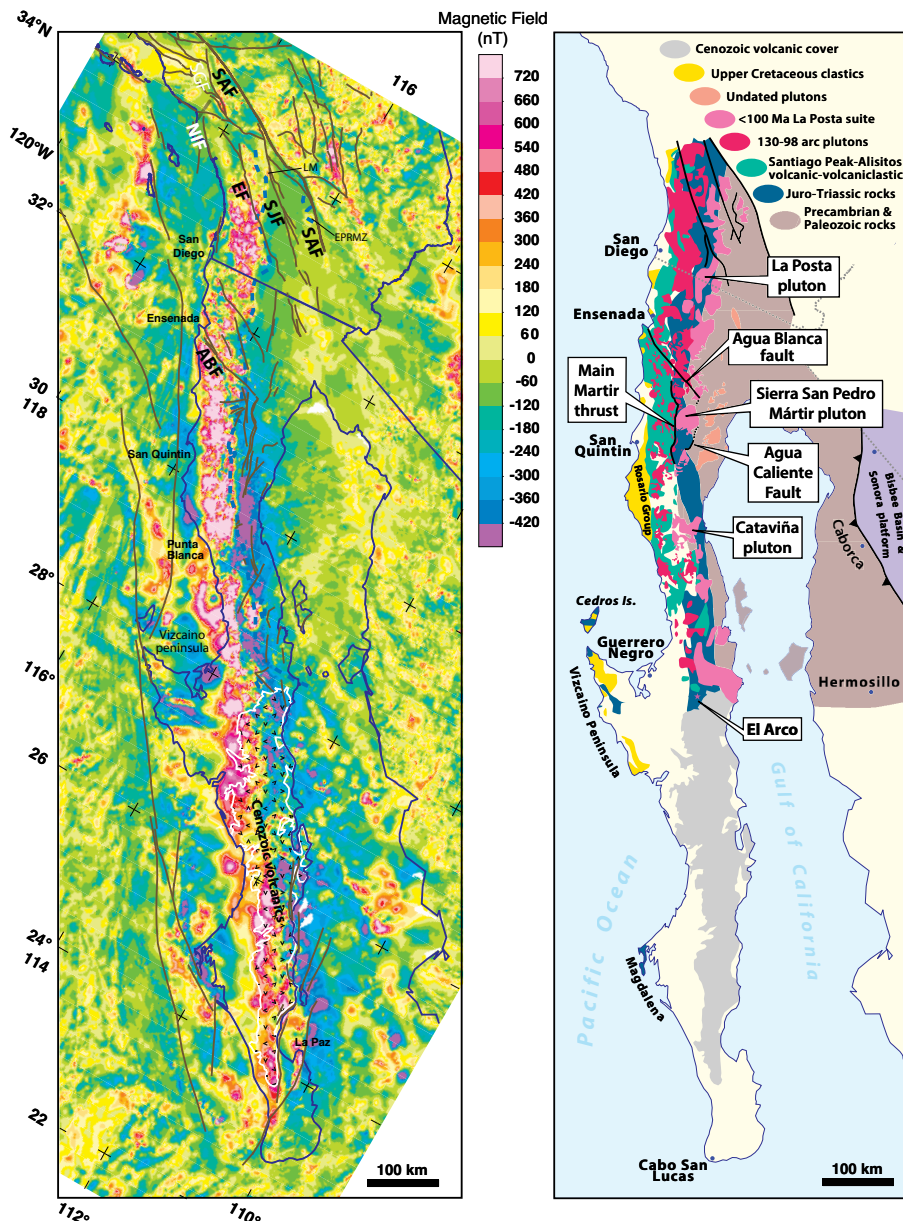 Magnetic Field
(nT)
34°N
120°W
32°
30
118
28°
116°
26
24°
114
22
112°
110°
116
SAF
NIF
EF
SJF
SAF
LM
EPRMZ
San
Diego
Ensenada
ABF
San Quintin
Punta
Blanca
Vizcaino
peninsula
Cenozoic volcanics
La Paz
100 km
720
660
600
540
480
420
360
300
240
180
120
60
0
-60
-120
-180
-240
-300
-360
-420
Cenozoic volcanic cover
Upper Cretaceous clastics
Undated plutons
<100 Ma La Posta suite
130-98 arc plutons
Santiago Peak-Alisitos
volcanic-volcaniclastic
Juro-Triassic rocks
Precambrian &
Paleozoic rocks
San
Diego
La Posta
pluton
Ensenada
Agua Blanca
fault
Main
Martir
thrust
Sierra San Pedro
Mártir pluton
San
Quintin
Agua
Caliente
Fault
Rosario Group
Cataviña
pluton
Bisbee Basin &
Sonora platform
Caborca
Cedros Is.
Guerrero
Negro
Hermosillo
Vizcaino Peninsula
El Arco
Gulf of California
Pacific Ocean
Magdalena
Cabo San
Lucas
100 km